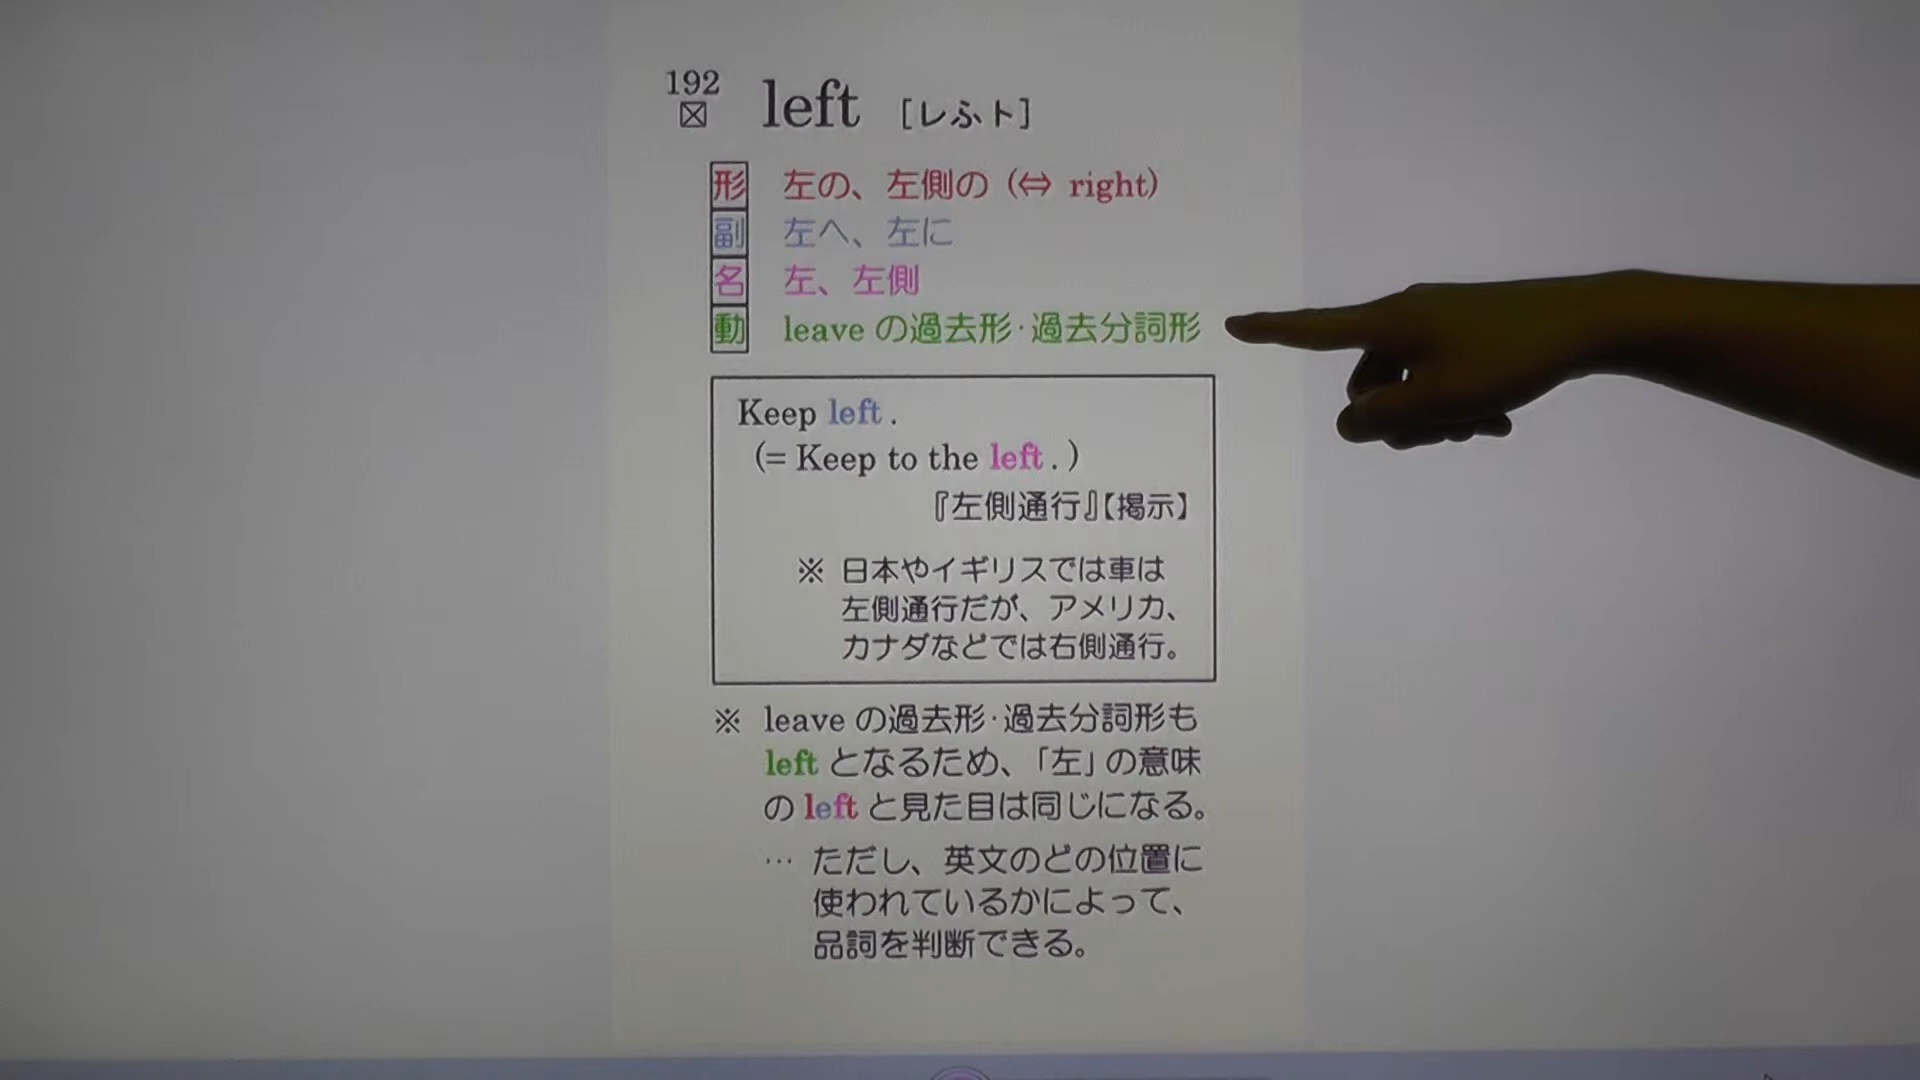 192
☒ left [レふト]
形 左の、左側の (⇔ right)
副 左へ、左に
名 左、左側
動 leave の過去形·過去分詞形
Keep left .
(= Keep to the left . )
『左側通行』【掲示】
※ 日本やイギリスでは車は
左側通行だが、アメリカ、
カナダなどでは右側通行。
※ leave の過去形·過去分詞形も
left となるため、「左」の意味
の left と見た目は同じになる。
… ただし、英文のどの位置に
使われているかによって、
品詞を判断できる。